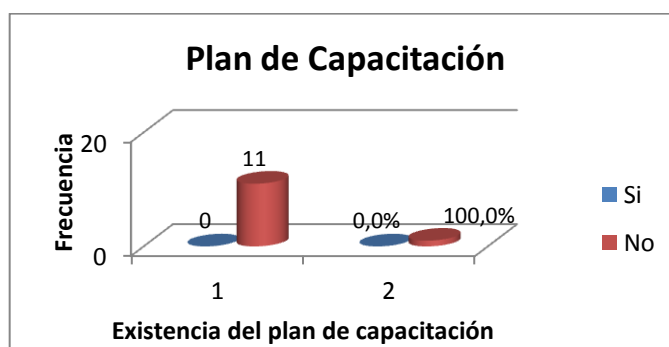 Plan de Capacitación
Frecuencia
20
0
0
11
0,0%
100,0%
1
2
Si
No
Existencia del plan de capacitación